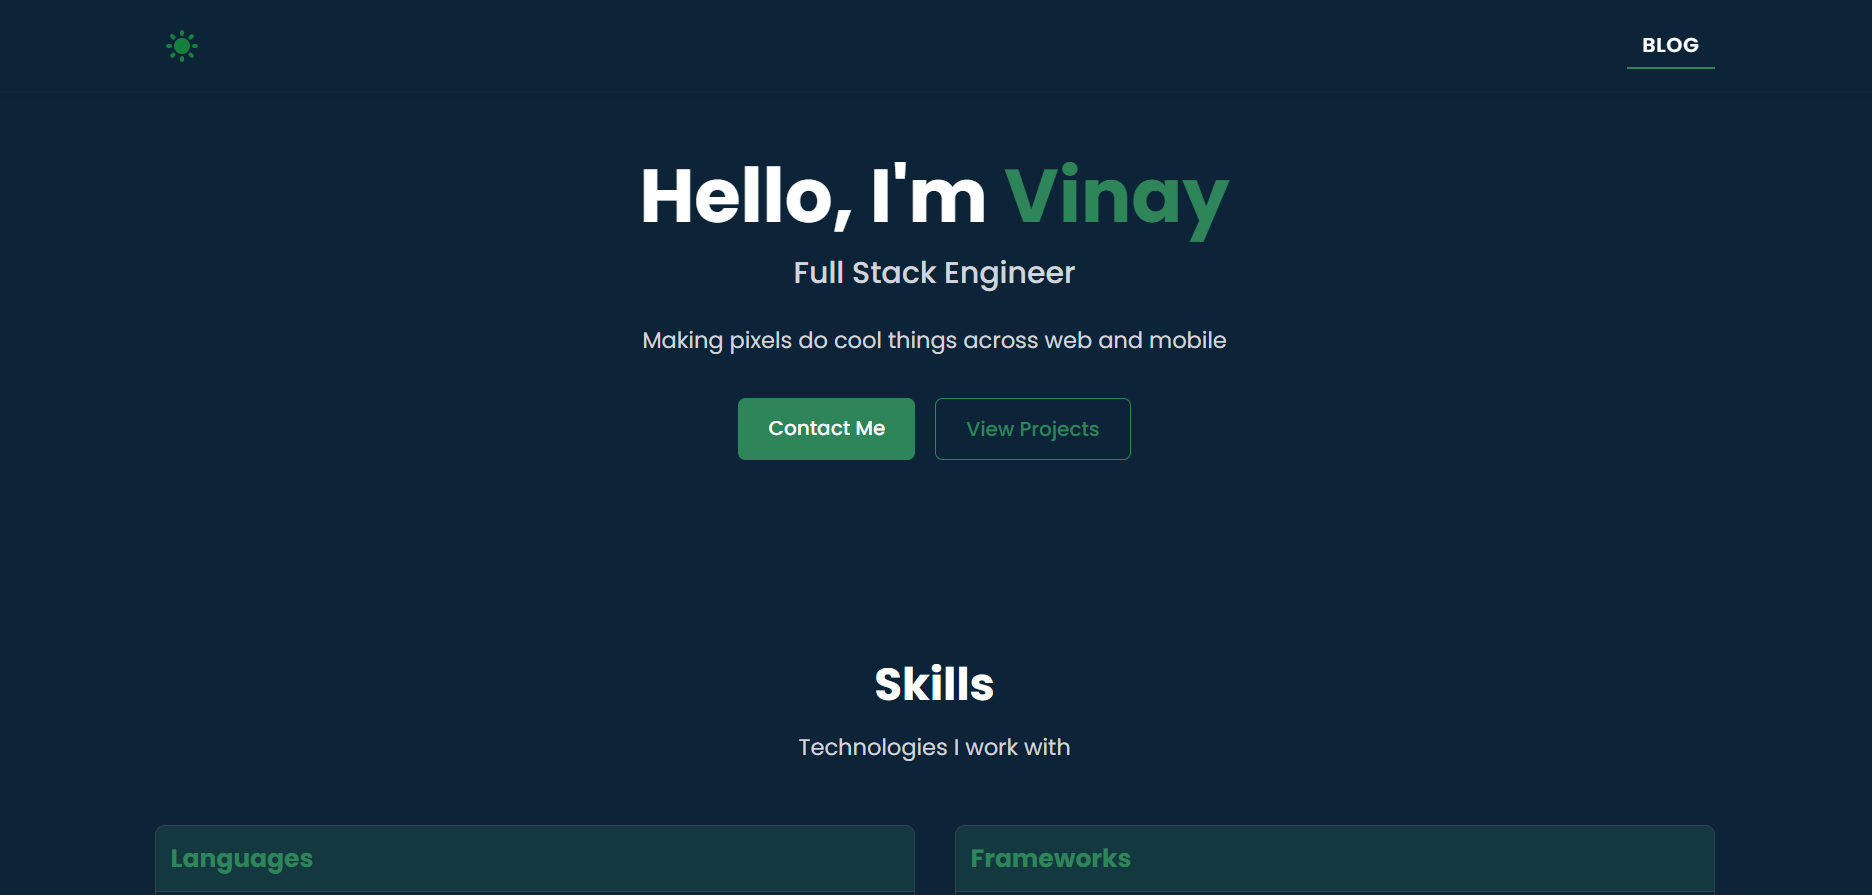 BLOG
Hello, I'm Vinay
Full Stack Engineer
Making pixels do cool things across web and mobile
Contact Me
View Projects
Skills
Technologies I work with
Languages
Frameworks